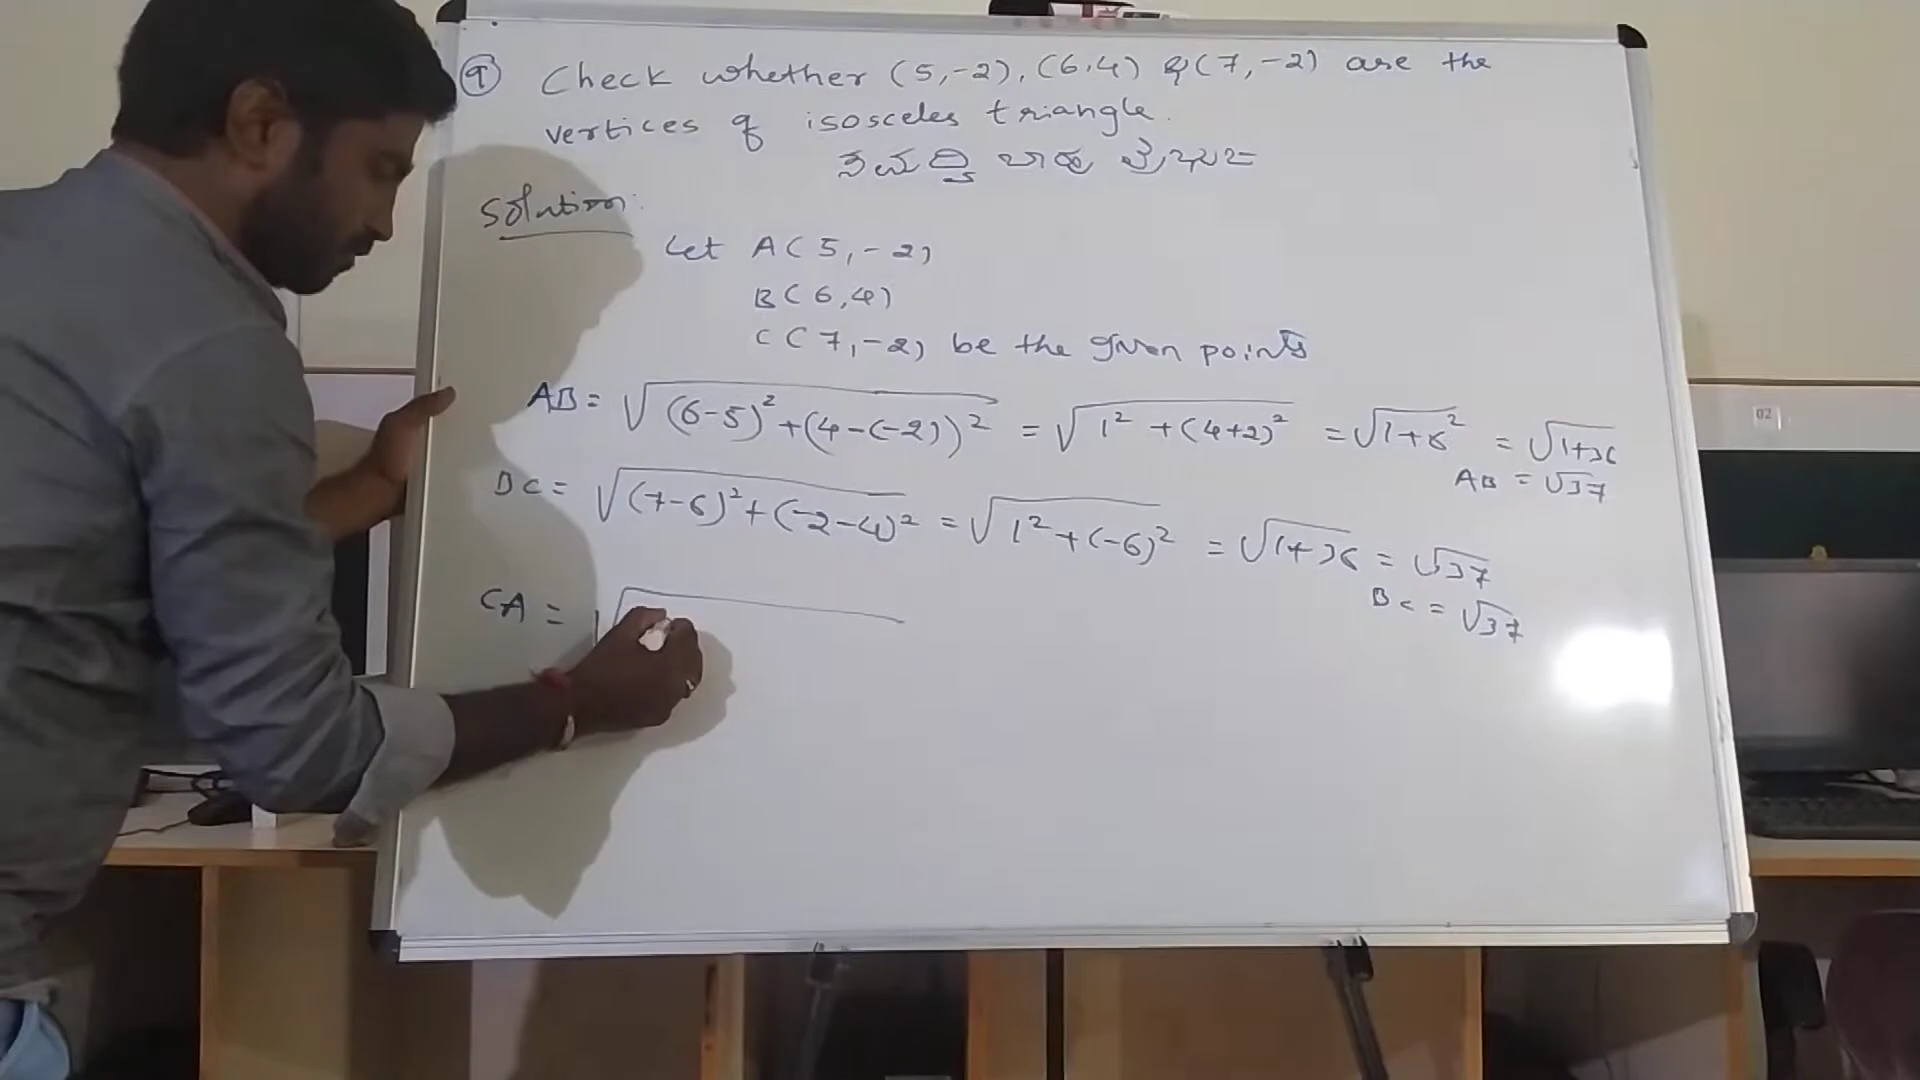 9 Check whether (5,-2), (6,4) & (7,-2) are the
vertices of isosceles triangle.
ಸಮದ್ವಿ ಬಾಹು ತ್ರಿಭುಜ
Solution:
Let A(5,-2)
B(6,4)
C(7,-2) be the given points
AB = √(6-5)² + (4-(-2))² = √1² + (4+2)² = √1+6² = √1+36
AB = √37
BC = √(7-6)² + (-2-4)² = √1² + (-6)² = √1+36 = √37
BC = √37
CA = √
02